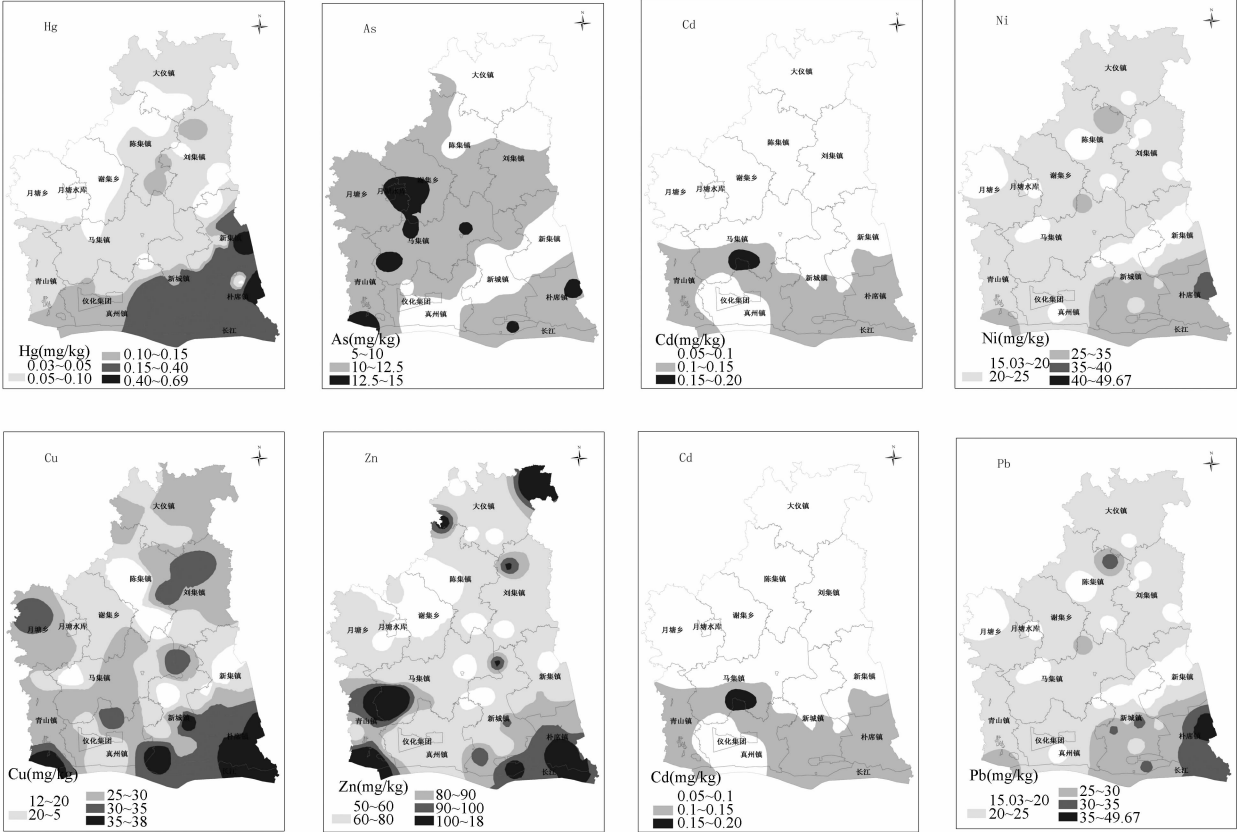 Hg
N
大仪镇
陈集镇
刘集镇
谢集乡
月塘乡
月塘水库
马集镇
新集镇
青山镇
新城镇
仪化集团
朴席镇
真州镇
长江
Hg(mg/kg)
0.03~0.05
0.05~0.10
0.10~0.15
0.15~0.40
0.40~0.69
As
N
大仪镇
陈集镇
刘集镇
月塘乡
马集镇
新集镇
青山镇
新城镇
仪化集团
朴席镇
真州镇
长江
As(mg/kg)
5~10
10~12.5
12.5~15
Cd
N
大仪镇
陈集镇
刘集镇
谢集乡
月塘乡
月塘水库
马集镇
新集镇
青山镇
新城镇
仪化集团
朴席镇
真州镇
长江
Cd(mg/kg)
0.05~0.1
0.1~0.15
0.15~0.20
Ni
N
大仪镇
陈集镇
刘集镇
谢集乡
月塘乡
月塘水库
马集镇
新集镇
青山镇
新城镇
仪化集团
朴席镇
真州镇
长江
Ni(mg/kg)
15.03~20
20~25
25~35
35~40
40~49.67
Cu
N
大仪镇
陈集镇
刘集镇
谢集乡
月塘乡
月塘水库
马集镇
新集镇
青山镇
新城镇
仪化集团
朴席镇
真州镇
长江
Cu(mg/kg)
12~20
20~5
25~30
30~35
35~38
Zn
N
大仪镇
陈集镇
刘集镇
谢集乡
月塘乡
月塘水库
马集镇
新集镇
青山镇
新城镇
仪化集团
朴席镇
真州镇
长江
Zn(mg/kg)
50~60
60~80
80~90
90~100
100~18
Cd
N
大仪镇
陈集镇
刘集镇
谢集乡
月塘乡
月塘水库
马集镇
新集镇
青山镇
新城镇
仪化集团
朴席镇
真州镇
长江
Cd(mg/kg)
0.05~0.1
0.1~0.15
0.15~0.20
Pb
N
大仪镇
陈集镇
刘集镇
谢集乡
月塘乡
月塘水库
马集镇
新集镇
青山镇
新城镇
仪化集团
朴席镇
真州镇
长江
Pb(mg/kg)
15.03~20
20~25
25~30
30~35
35~49.67